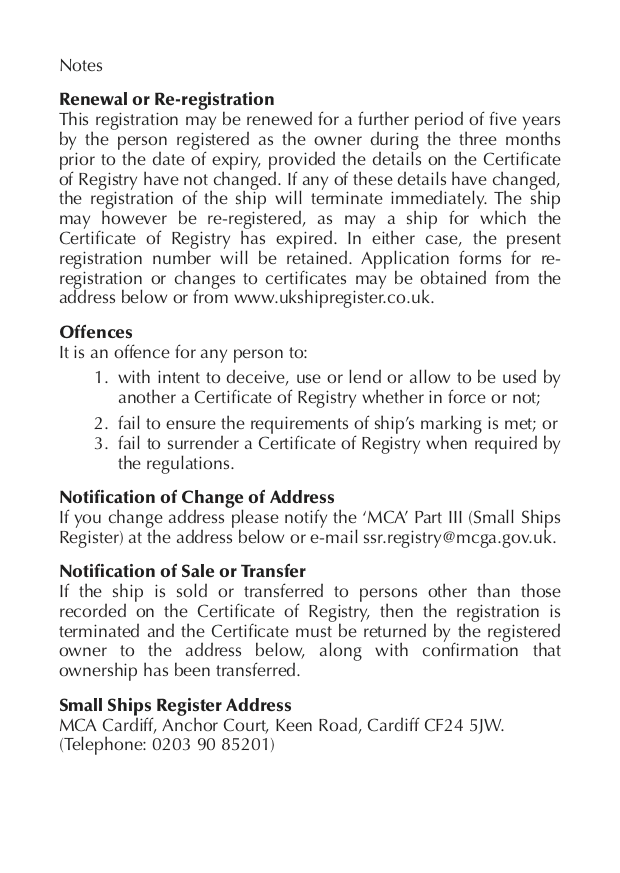 Notes
Renewal or Re-registration
This registration may be renewed for a further period of five years
by the person registered as the owner during the three months
prior to the date of expiry, provided the details on the Certificate
of Registry have not changed. If any of these details have changed,
the registration of the ship will terminate immediately. The ship
may however be re-registered, as may a ship for which the
Certificate of Registry has expired. In either case, the present
registration number will be retained. Application forms for re-
registration or changes to certificates may be obtained from the
address below or from www.ukshipregister.co.uk.
Offences
It is an offence for any person to:
1. with intent to deceive, use or lend or allow to be used by
another a Certificate of Registry whether in force or not;
2. fail to ensure the requirements of ship’s marking is met; or
3. fail to surrender a Certificate of Registry when required by
the regulations.
Notification of Change of Address
If you change address please notify the ‘MCA’ Part III (Small Ships
Register) at the address below or e-mail ssr.registry@mcga.gov.uk.
Notification of Sale or Transfer
If the ship is sold or transferred to persons other than those
recorded on the Certificate of Registry, then the registration is
terminated and the Certificate must be returned by the registered
owner to the address below, along with confirmation that
ownership has been transferred.
Small Ships Register Address
MCA Cardiff, Anchor Court, Keen Road, Cardiff CF24 5JW.
(Telephone: 0203 90 85201)